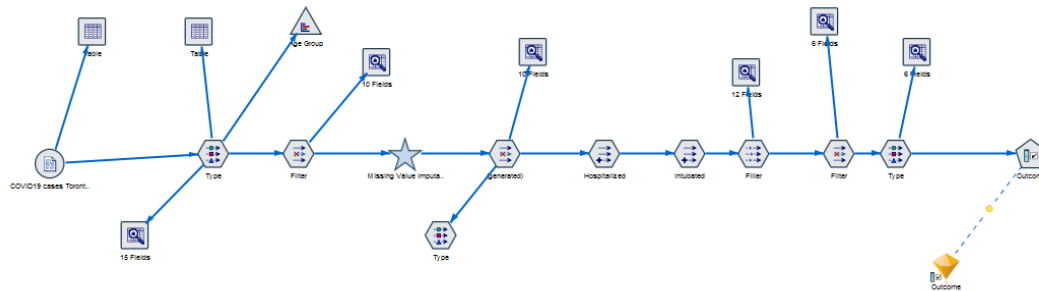 6 Fields
Table
Table
Age Group
10 Fields
10 Fields
6 Fields
12 Fields
COVID19 cases Toront..
Type
Filter
Missing Value Imputa..
(generated)
Hospitalized
Intubated
Filler
Filter
Type
Outcom
15 Fields
Type
Outcome